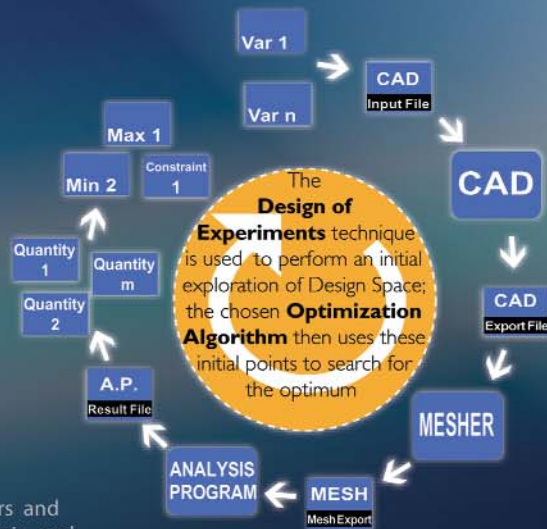 Var 1
Var n
CAD
Input File
CAD
CAD
Export File
MESHER
MESH
Mesh Export
ANALYSIS
PROGRAM
A.P.
Result File
Quantity
1
Quantity
m
Quantity
2
Min 2
Max 1
Constraint
1
The
Design of
Experiments technique
is used to perform an initial
exploration of Design Space;
the chosen Optimization
Algorithm then uses these
initial points to search for
the optimum
rs and